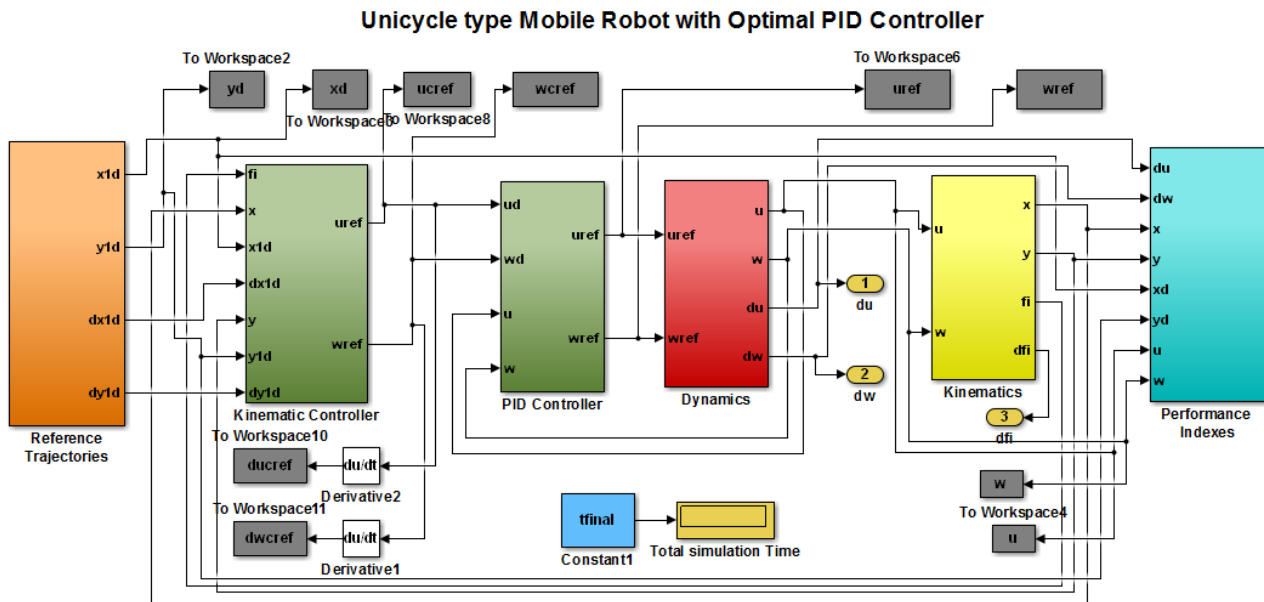 Unicycle type Mobile Robot with Optimal PID Controller
To Workspace2
yd
xd
To Workspace6
ucref
To Workspace8
wcref
To Workspace6
uref
wref
x1d
y1d
dx1d
dy1d
Reference
Trajectories
fi
x
x1d
dx1d
y
y1d
dy1d
uref
wref
Kinematic Controller
ud
wd
u
w
uref
wref
PID Controller
uref
wref
u
w
du
dw
Dynamics
1
du
2
dw
u
w
x
y
fi
dfi
Kinematics
3
dfi
du
dw
x
y
xd
yd
u
w
Performance
Indexes
To Workspace10
ducref
du/dt
Derivative2
To Workspace11
dwcref
du/dt
Derivative1
tfinal
Constant1
Total simulation Time
w
To Workspace4
u